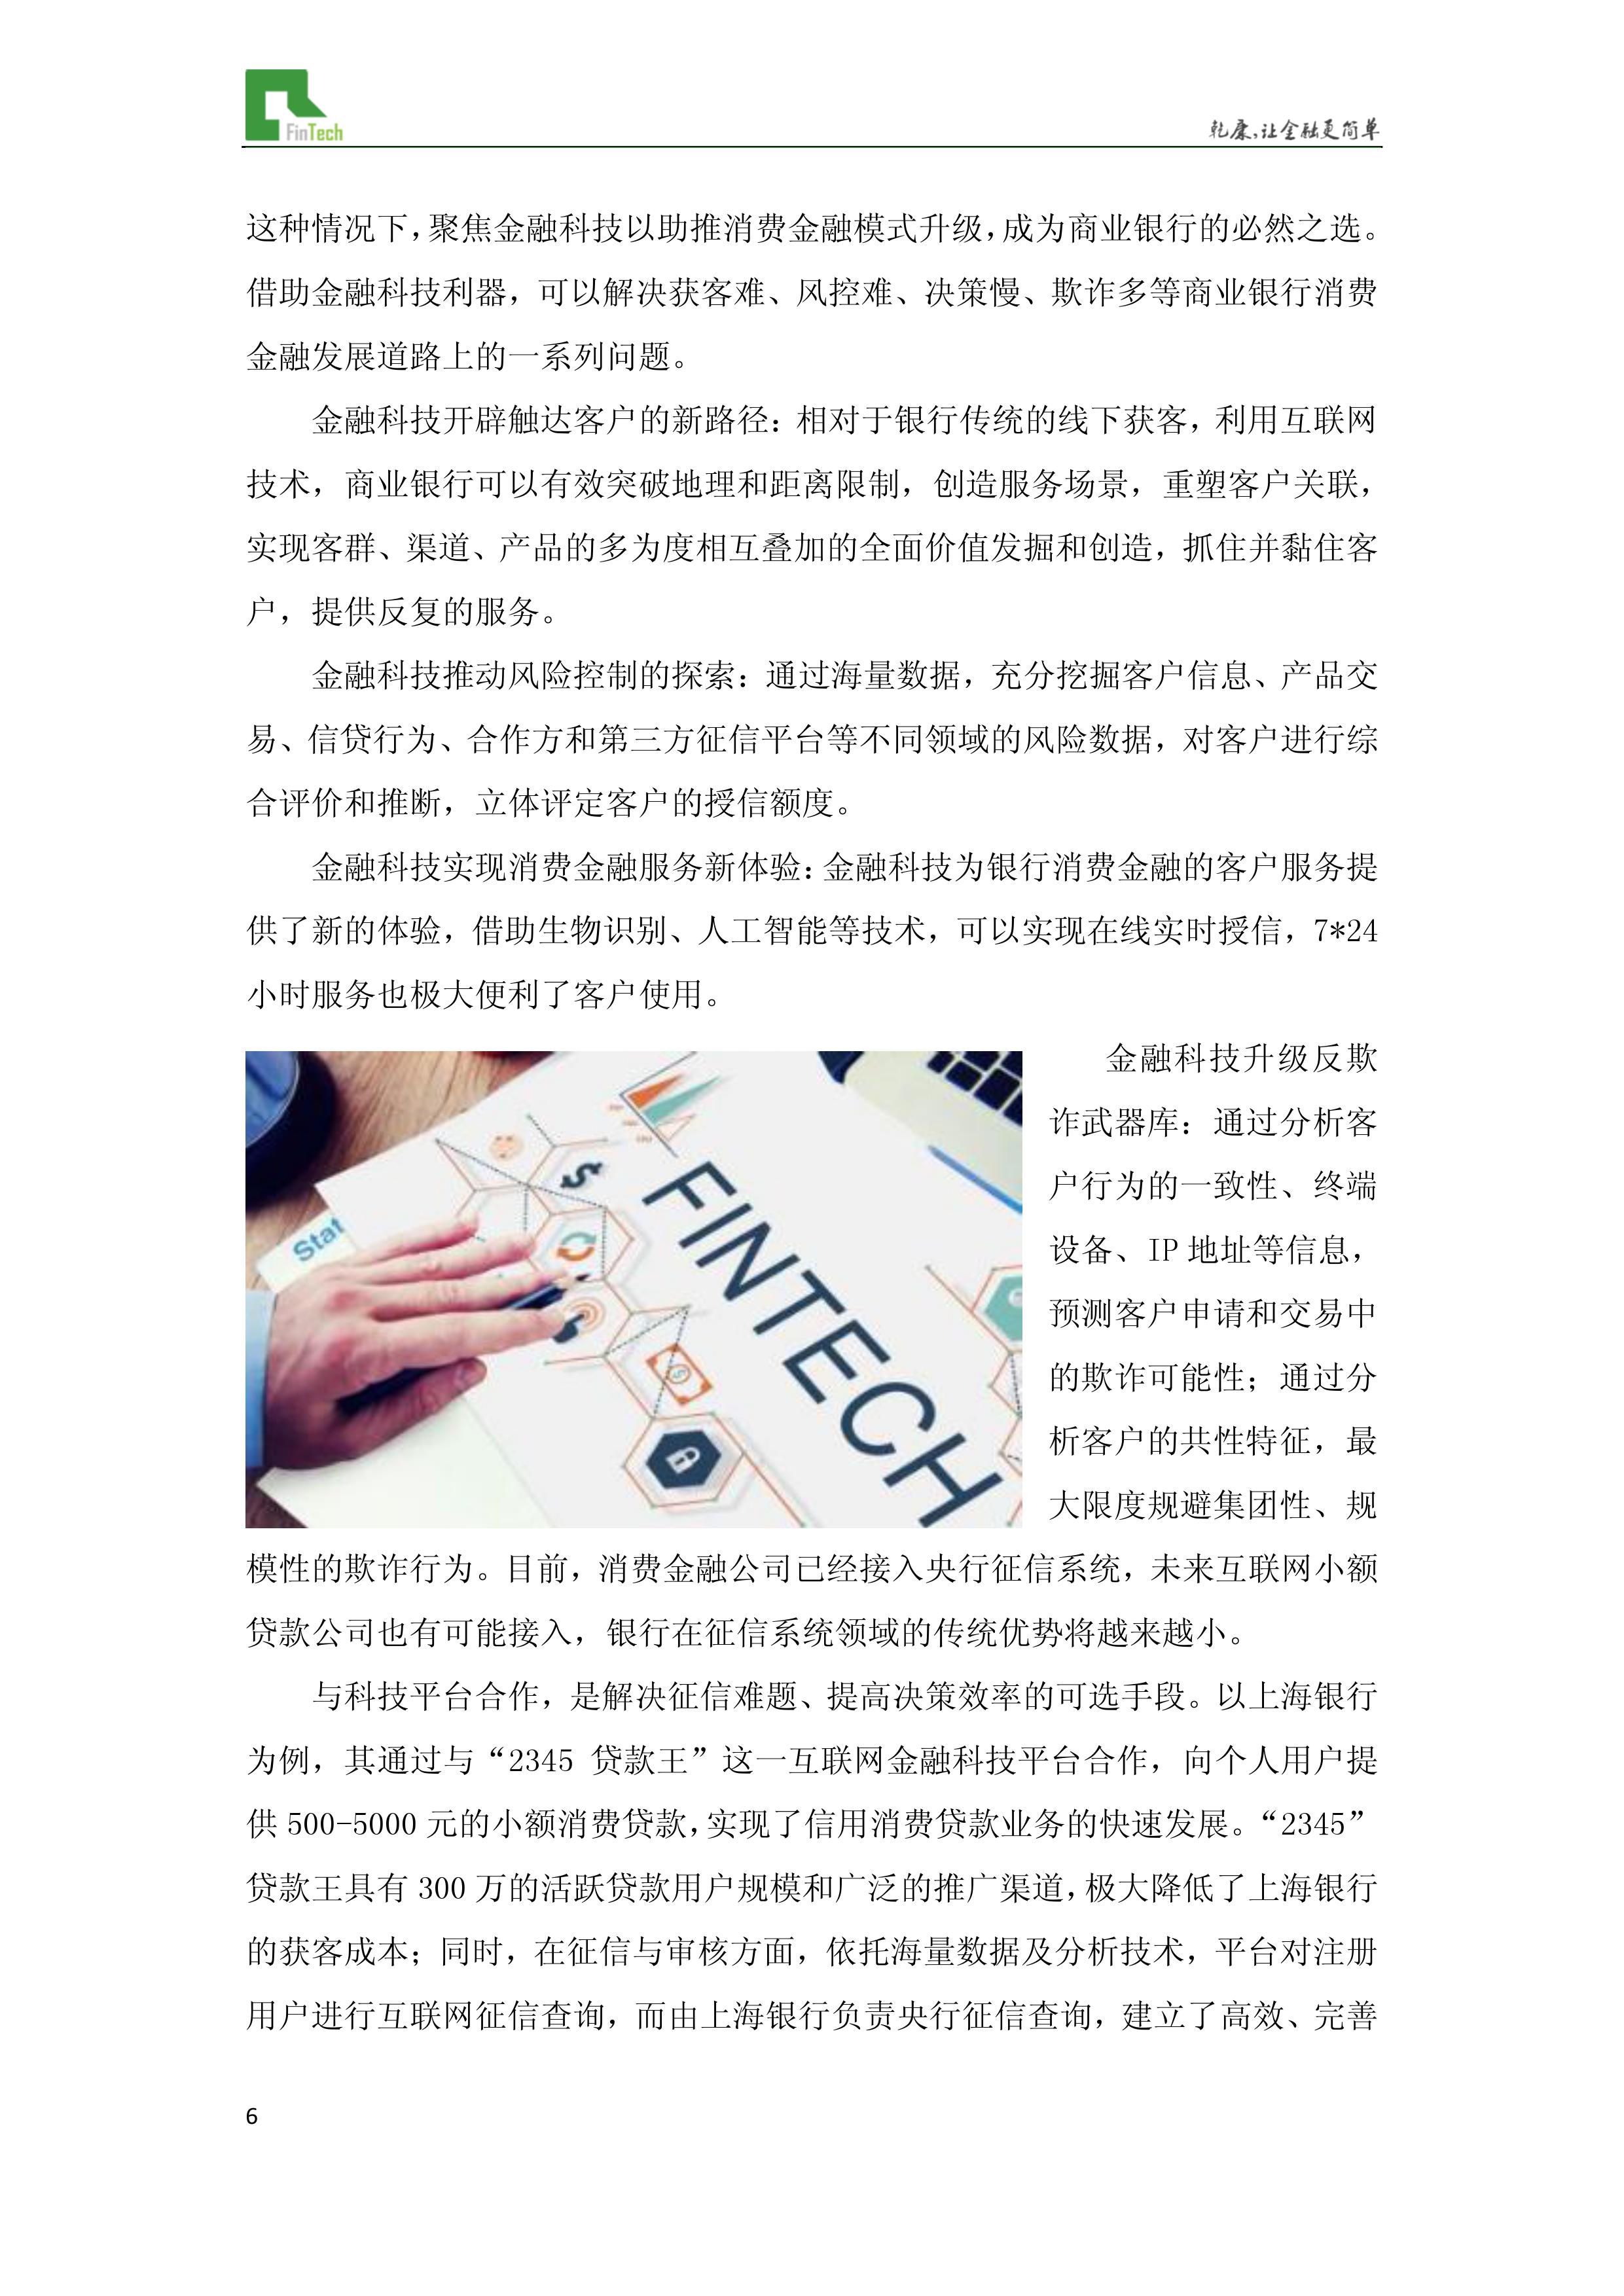 FinTech
乾康,让金融更简单
这种情况下，聚焦金融科技以助推消费金融模式升级，成为商业银行的必然之选。
借助金融科技利器，可以解决获客难、风控难、决策慢、欺诈多等商业银行消费
金融发展道路上的一系列问题。
金融科技开辟触达客户的新路径：相对于银行传统的线下获客，利用互联网
技术，商业银行可以有效突破地理和距离限制，创造服务场景，重塑客户关联，
实现客群、渠道、产品的多为度相互叠加的全面价值发掘和创造，抓住并黏住客
户，提供反复的服务。
金融科技推动风险控制的探索：通过海量数据，充分挖掘客户信息、产品交
易、信贷行为、合作方和第三方征信平台等不同领域的风险数据，对客户进行综
合评价和推断，立体评定客户的授信额度。
金融科技实现消费金融服务新体验：金融科技为银行消费金融的客户服务提
供了新的体验，借助生物识别、人工智能等技术，可以实现在线实时授信，7*24
小时服务也极大便利了客户使用。
Stat
FINTECH
金融科技升级反欺
诈武器库：通过分析客
户行为的一致性、终端
设备、IP 地址等信息，
预测客户申请和交易中
的欺诈可能性；通过分
析客户的共性特征，最
大限度规避集团性、规
模性的欺诈行为。目前，消费金融公司已经接入央行征信系统，未来互联网小额
贷款公司也有可能接入，银行在征信系统领域的传统优势将越来越小。
与科技平台合作，是解决征信难题、提高决策效率的可选手段。以上海银行
为例，其通过与“2345 贷款王”这一互联网金融科技平台合作，向个人用户提
供 500-5000 元的小额消费贷款，实现了信用消费贷款业务的快速发展。“2345”
贷款王具有 300 万的活跃贷款用户规模和广泛的推广渠道，极大降低了上海银行
的获客成本；同时，在征信与审核方面，依托海量数据及分析技术，平台对注册
用户进行互联网征信查询，而由上海银行负责央行征信查询，建立了高效、完善
6